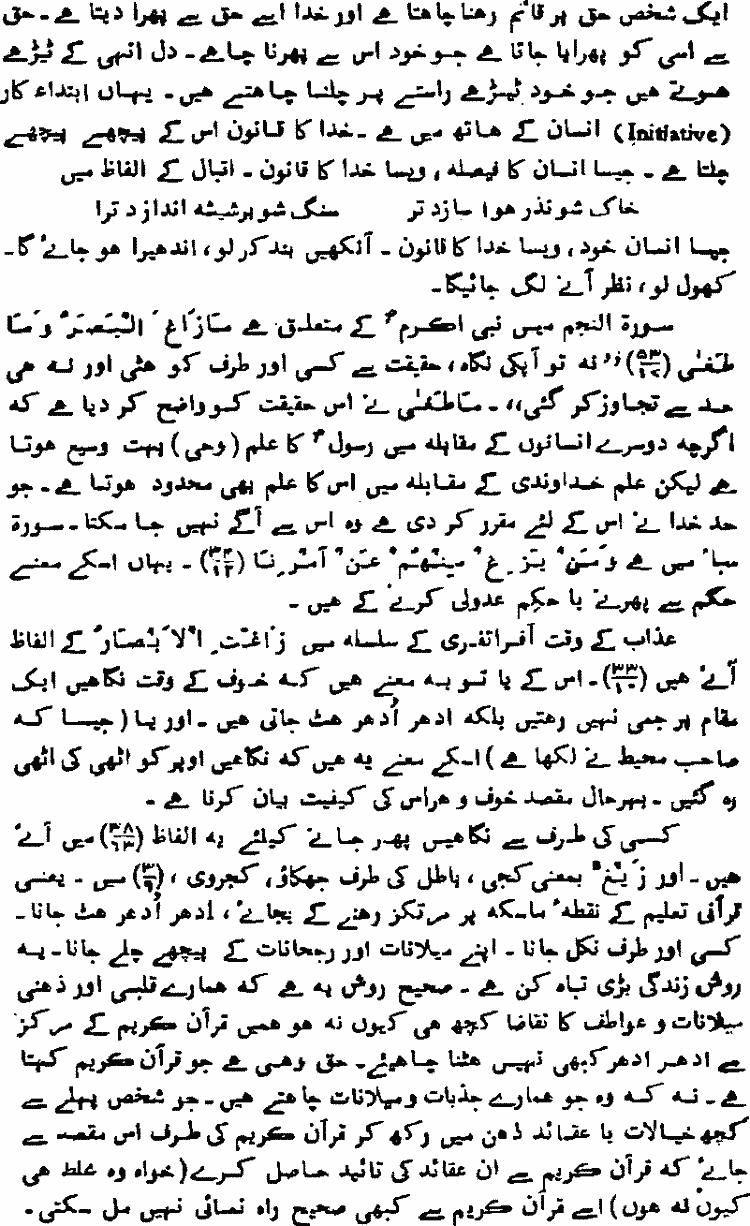 ایک شخص حق پر قائم رہنا چاہتا ہے اور خدا اسے حق سے پھرا دیتا ہے۔ حق
سے اسی کو پھرایا جاتا ہے جو خود اس سے پھرنا چاہے۔ دل انہی کے ٹیڑھے
ہوتے ہیں جو خود ٹیڑھے راستے پر چلنا چاہتے ہیں۔ یہاں ابتداء کار
(Initiative) انسان کے ہاتھ میں ہے ۔ خدا کا قانون اس کے پیچھے پیچھے
چلتا ہے ۔ جیسا انسان کا فیصلہ، ویسا خدا کا قانون ۔ اقبال کے الفاظ میں
خاک شو نذر ہوا سازد ترا سنگ شو بر شیشہ اندازد ترا
جیسا انسان خود، ویسا خدا کا قانون ۔ آنکھیں بند کر لو، اندھیرا ہو جائے گا۔
کھول لو، نظر آنے لگ جائیگا۔
سورۃ النجم میں نبی اکرمؐ کے متعلق ہے مَا زَاغَ الْبَصَرُ وَ مَا
طَغٰی (۵۳/۱۷) ,,نہ تو آپکی نگاہ، حقیقت سے کسی اور طرف کو ہٹی اور نہ ہی
حد سے تجاوز کر گئی،،۔ مَا طَغٰی نے اس حقیقت کو واضح کر دیا ہے کہ
اگرچہ دوسرے انسانوں کے مقابلہ میں رسولؐ کا علم (وحی) بہت وسیع ہوتا
ہے لیکن علم خداوندی کے مقابلہ میں اس کا علم بھی محدود ہوتا ہے۔ جو
حد خدا نے اس کے لئے مقرر کر دی ہے وہ اس سے آگے نہیں جا سکتا۔ سورۃ
سبا میں ہے وَ مَنْ یَّزِغْ مِنْهُمْ عَنْ اَمْرِنَا (۳۴/۱۲)۔ یہاں اسکے معنے
حکم سے پھرنے یا حکم عدولی کرنے کے ہیں ۔
عذاب کے وقت افراتفری کے سلسلہ میں زَاغَتِ الْاَبْصَارُ کے الفاظ
آئے ہیں (۳۳/۱۰)۔ اس کے یا تو یہ معنے ہیں کہ خوف کے وقت نگاہیں ایک
مقام پر جمی نہیں رہتیں بلکہ ادھر اُدھر ہٹ جاتی ہیں ۔ اور یا (جیسا کہ
صاحب محیط نے لکھا ہے) اسکے معنے یہ ہیں کہ نگاہیں اوپر کو اٹھی کی اٹھی
رہ گئیں ۔ بہرحال مقصد خوف و ہراس کی کیفیت بیان کرنا ہے ۔
کسی کی طرف سے نگاہیں پھر جانے کیلئے یہ الفاظ (۳۸/۶۳) میں آئے
ہیں ۔ اور زَیْغٌ بمعنی کجی، باطل کی طرف جھکاؤ، کجروی، (۳/۶) میں ۔ یعنی
قرآنی تعلیم کے نقطۂ ماسکہ پر مرتکز رہنے کے بجائے، ادھر اُدھر ہٹ جانا۔
کسی اور طرف نکل جانا ۔ اپنے میلانات اور رجحانات کے پیچھے چلے جانا۔ یہ
روش زندگی بڑی تباہ کن ہے ۔ صحیح روش یہ ہے کہ ہمارے قلبی اور ذہنی
میلانات و عواطف کا تقاضا کچھ ہی کیوں نہ ہو ہمیں قرآن کریم کے مرکز
سے ادھر ادھر کبھی نہیں ہٹنا چاہیئے۔ حق وہی ہے جو قرآن کریم کہتا
ہے ۔ نہ کہ وہ جو ہمارے جذبات و میلانات چاہتے ہیں ۔ جو شخص پہلے سے
کچھ خیالات یا عقائد ذہن میں رکھ کر قرآن کریم کی طرف اس مقصد سے
جائے کہ قرآن کریم سے ان عقائد کی تائید حاصل کرے (خواہ وہ غلط ہی
کیوں نہ ہوں) اسے قرآن کریم سے کبھی صحیح راہ نمائی نہیں مل سکتی۔